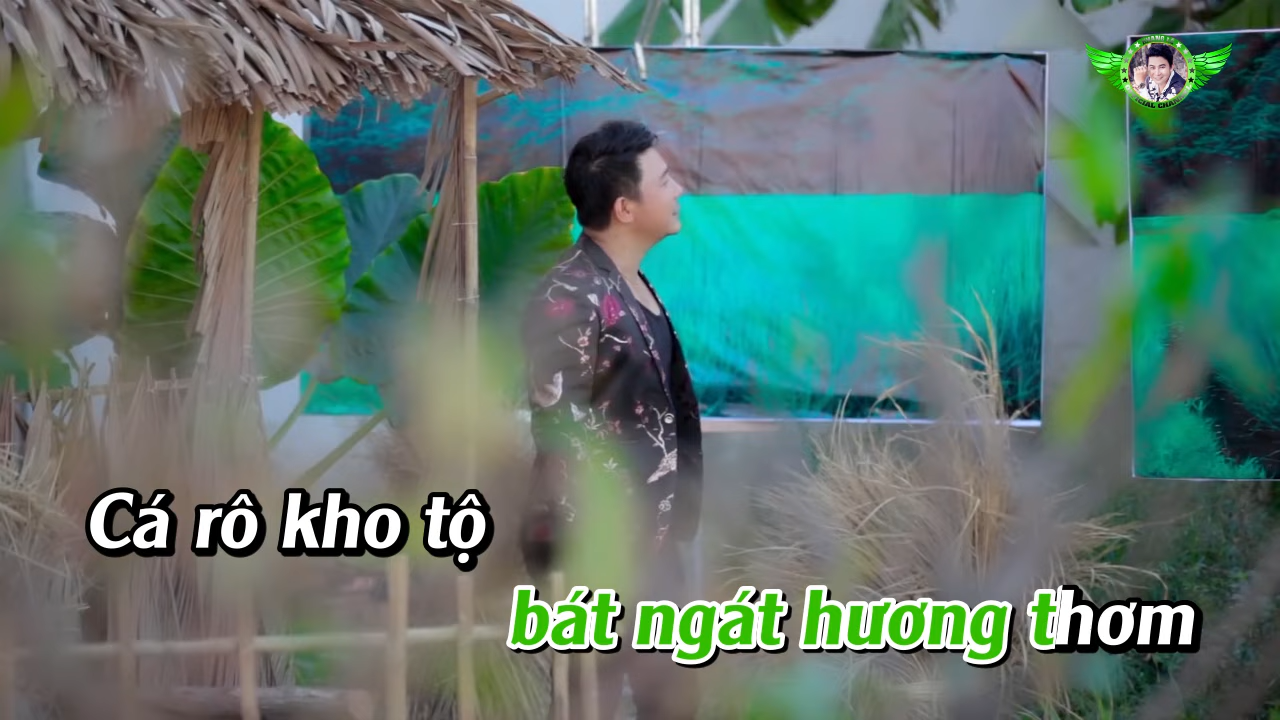 Cá rô kho tộ
bát ngát hương thơm